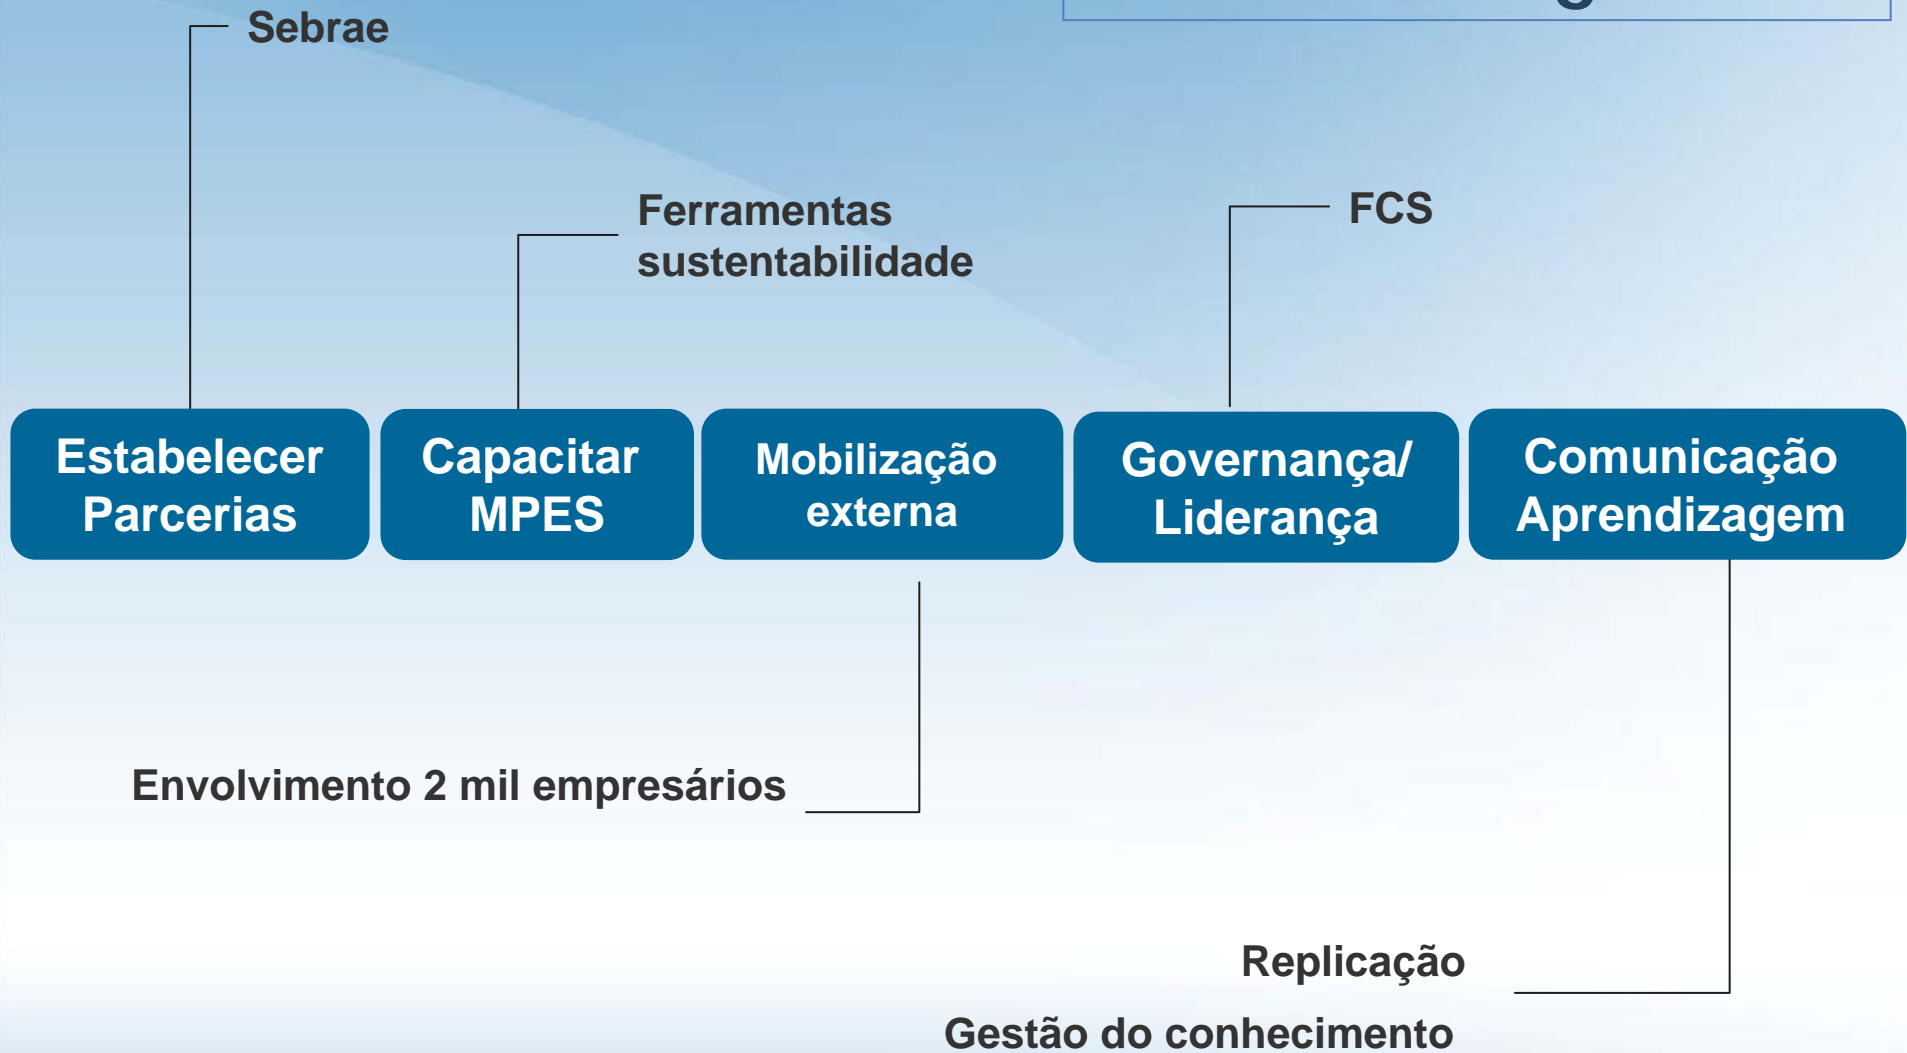 Sebrae
Ferramentas
sustentabilidade
FCS
Estabelecer
Parcerias
Capacitar
MPES
Mobilização
externa
Governança/
Liderança
Comunicação
Aprendizagem
Envolvimento 2 mil empresários
Replicação
Gestão do conhecimento